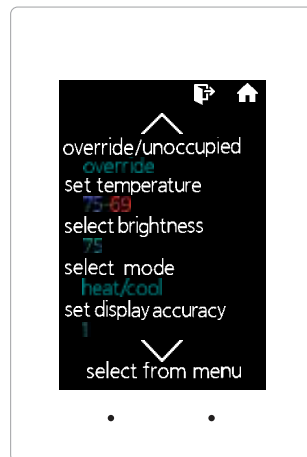 override/unoccupied
override
set temperature
75-69
select brightness
75
select mode
heat/cool
set display accuracy
1
select from menu